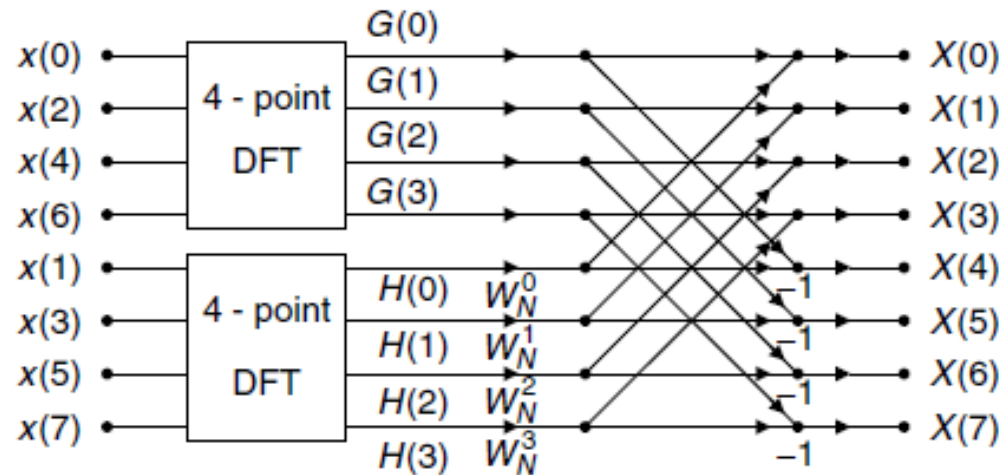 G(0)
x(0) X(0)
G(1)
x(2) 4 - point X(1)
G(2)
x(4) DFT X(2)
G(3)
x(6) X(3)
x(1) X(4)
H(0) W_N^0 –1
x(3) 4 - point X(5)
H(1) W_N^1 –1
x(5) DFT X(6)
H(2) W_N^2 –1
x(7) X(7)
H(3) W_N^3 –1